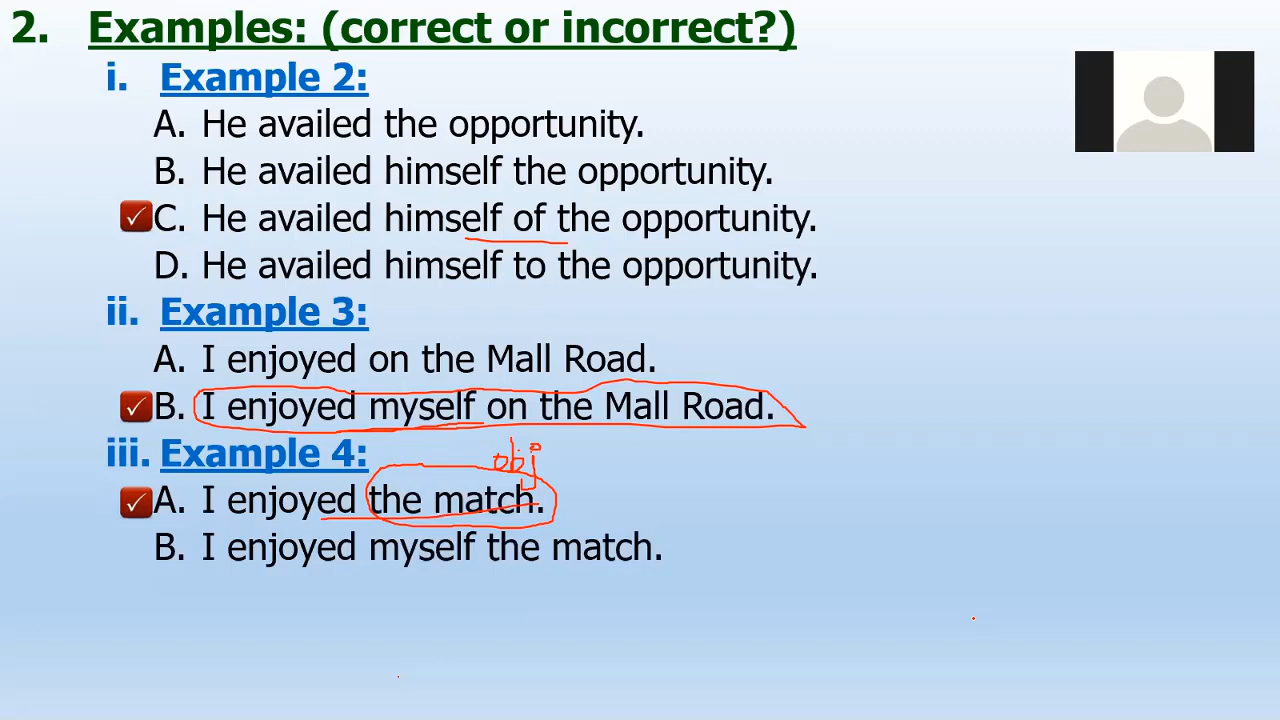 2. Examples: (correct or incorrect?)
i. Example 2:
A. He availed the opportunity.
B. He availed himself the opportunity.
C. He availed himself of the opportunity.
D. He availed himself to the opportunity.
ii. Example 3:
A. I enjoyed on the Mall Road.
B. I enjoyed myself on the Mall Road.
iii. Example 4:
obj
A. I enjoyed the match.
B. I enjoyed myself the match.